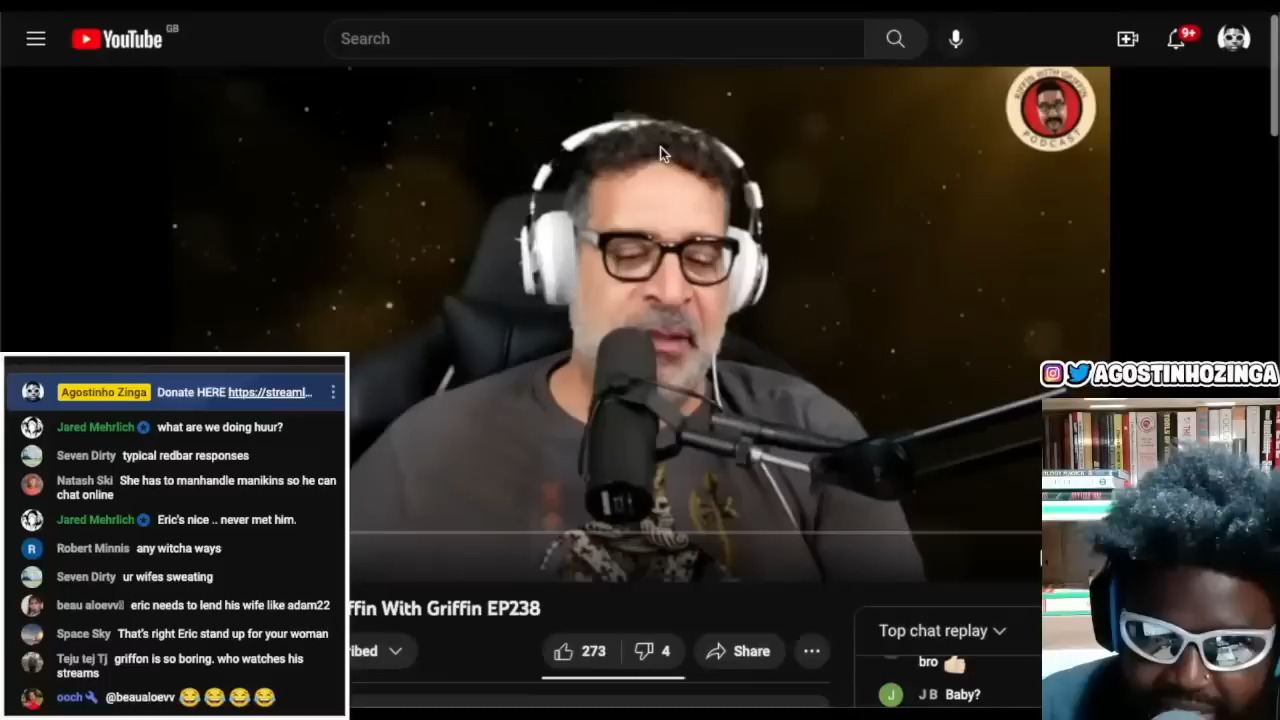 YouTube GB
Search
9+
RIFFIN WITH GRIFFIN
PODCAST
AGOSTINHOZINGA
Agostinho Zinga Donate HERE https://streaml...
Jared Mehrlich what are we doing huur?
Seven Dirty typical redbar responses
Natash Ski She has to manhandle manikins so he can
chat online
Jared Mehrlich Eric's nice .. never met him.
R Robert Minnis any witcha ways
Seven Dirty ur wifes sweating
beau aloevv eric needs to lend his wife like adam22
Space Sky That's right Eric stand up for your woman
Teju tej Tj griffon is so boring. who watches his
streams
ooch @beaualoevv 😂😂😂😂
ffin With Griffin EP238
ribed
273
4
Share
Top chat replay
bro 👍🏻
J J B Baby?